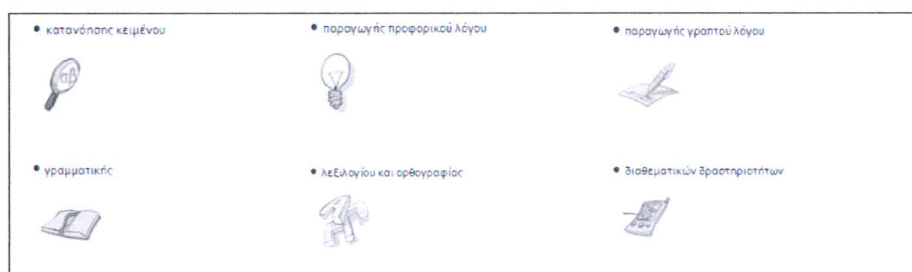 • κατανόησης κειμένου
• παραγωγής προφορικού λόγου
• παραγωγής γραπτού λόγου
• γραμματικής
• λεξιλογίου και ορθογραφίας
• διαθεματικών δραστηριοτήτων